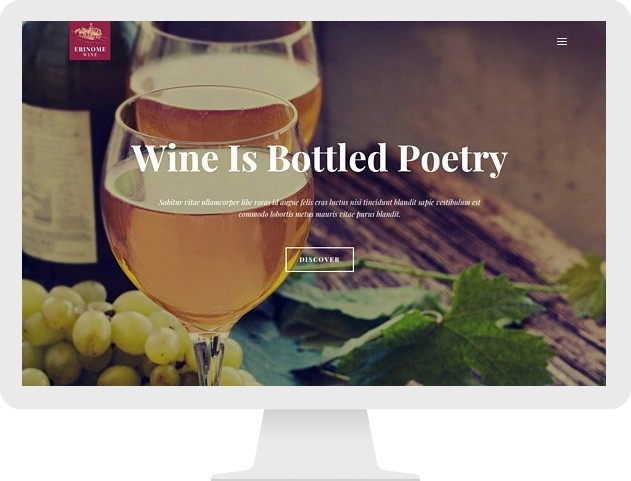 ERINOME
WINE
Wine Is Bottled Poetry
Sabitur vitae ullamcorper libe roras id augue felis cras luctus nisi tincidunt blandit sapie vestibulum est
commodo lobortis metus mauris vitae purus blandit.
DISCOVER